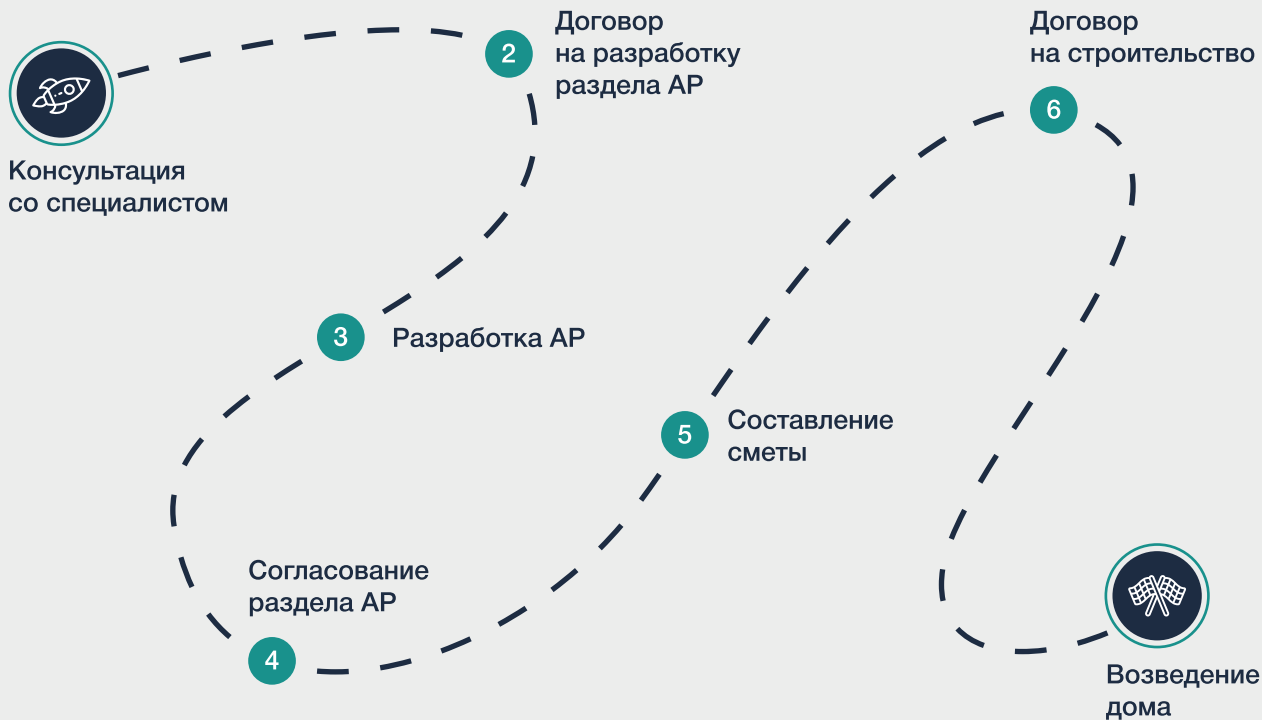 Консультация
со специалистом
2
Договор
на разработку
раздела АР
3
Разработка АР
4
Согласование
раздела АР
5
Составление
сметы
6
Договор
на строительство
Возведение
дома